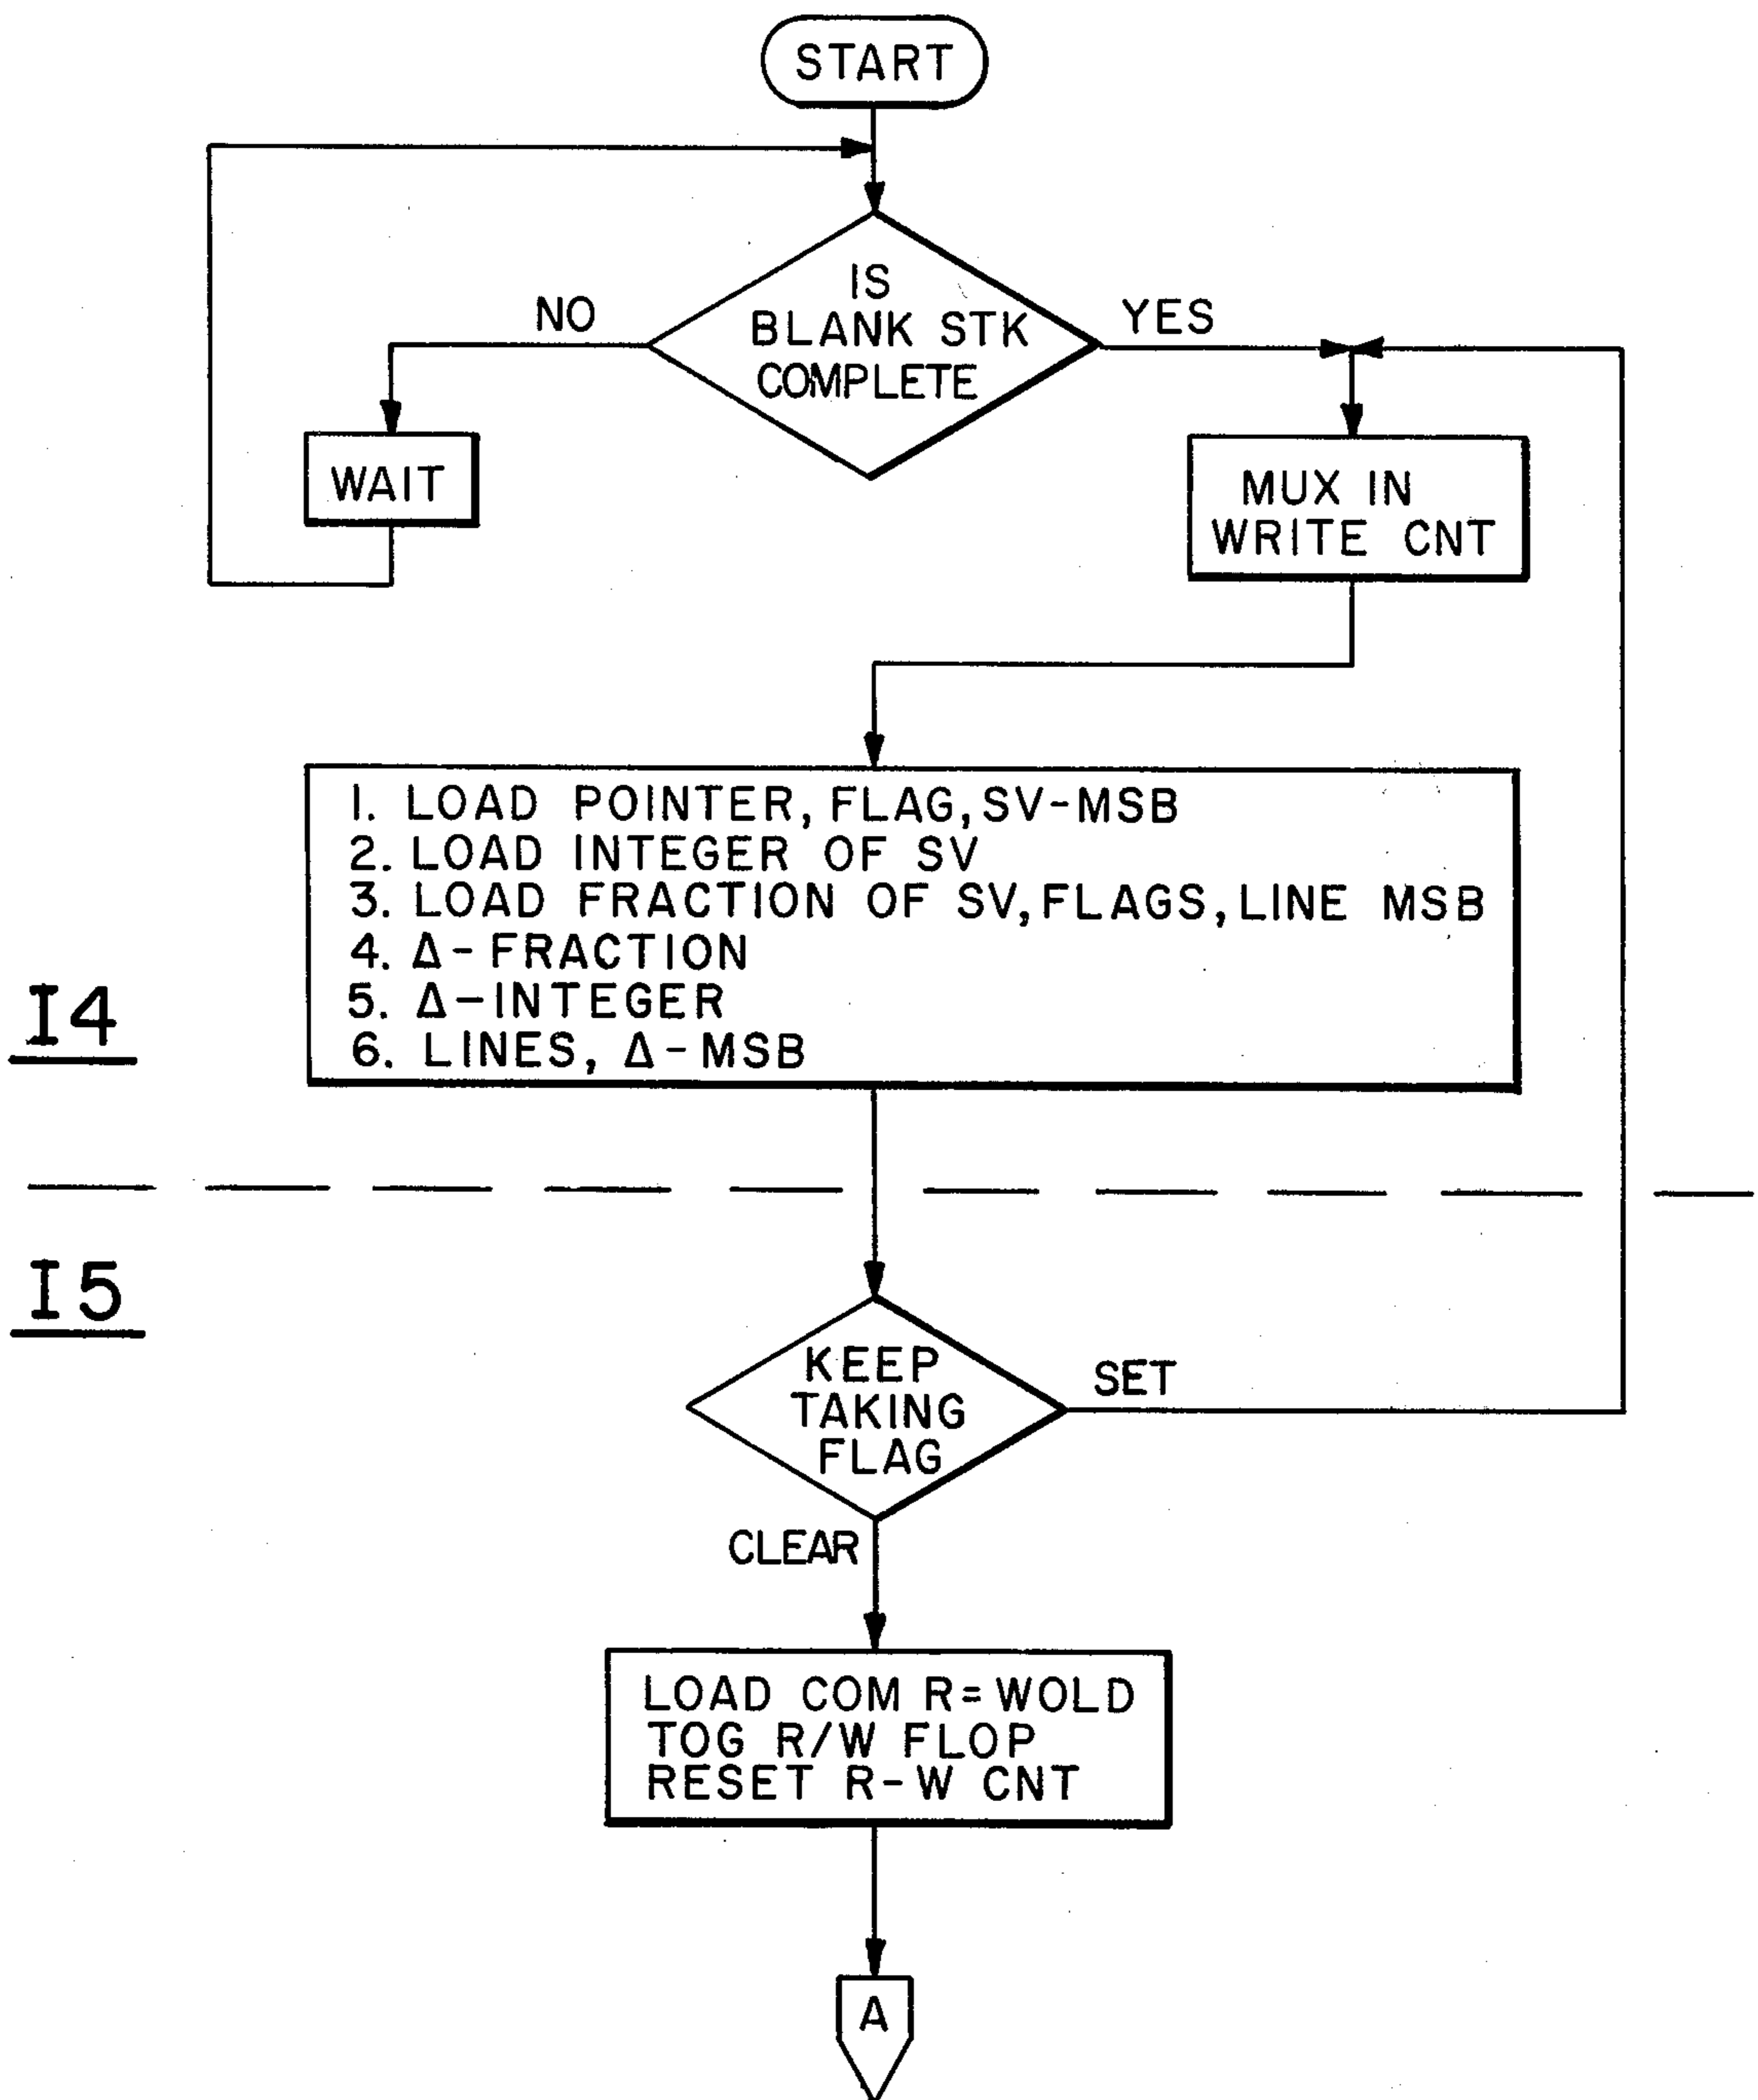 START
IS
BLANK STK
COMPLETE
NO
YES
WAIT
MUX IN
WRITE CNT
1. LOAD POINTER, FLAG, SV-MSB
2. LOAD INTEGER OF SV
3. LOAD FRACTION OF SV, FLAGS, LINE MSB
4. Δ-FRACTION
5. Δ-INTEGER
6. LINES, Δ-MSB
I4
I5
KEEP
TAKING
FLAG
SET
CLEAR
LOAD COM R=WOLD
TOG R/W FLOP
RESET R-W CNT
A